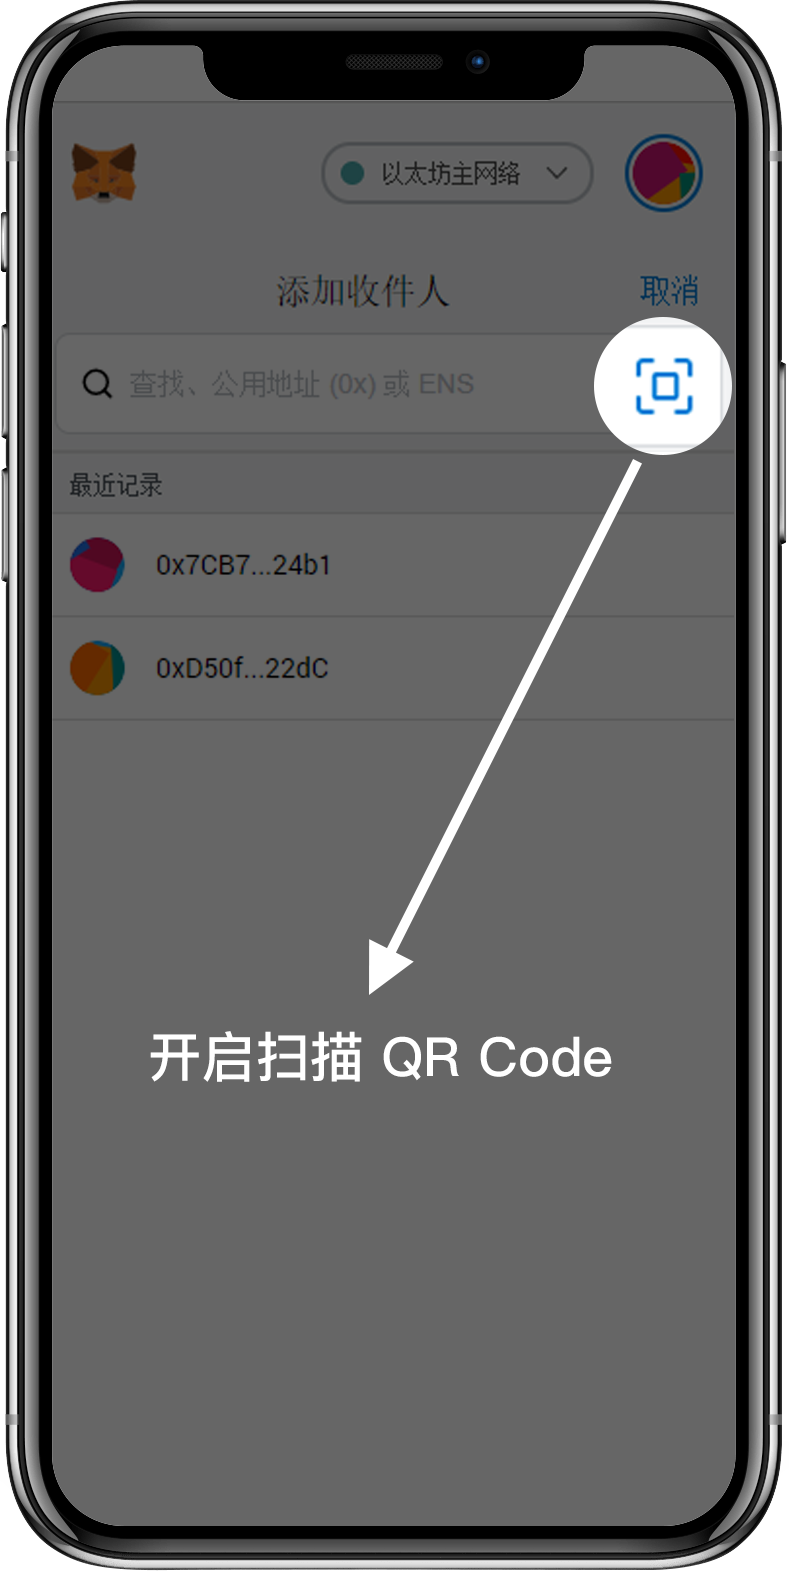 以太坊主网络
添加收件人
取消
查找、公用地址 (0x) 或 ENS
最近记录
0x7CB7...24b1
0xD50f...22dC
开启扫描 QR Code